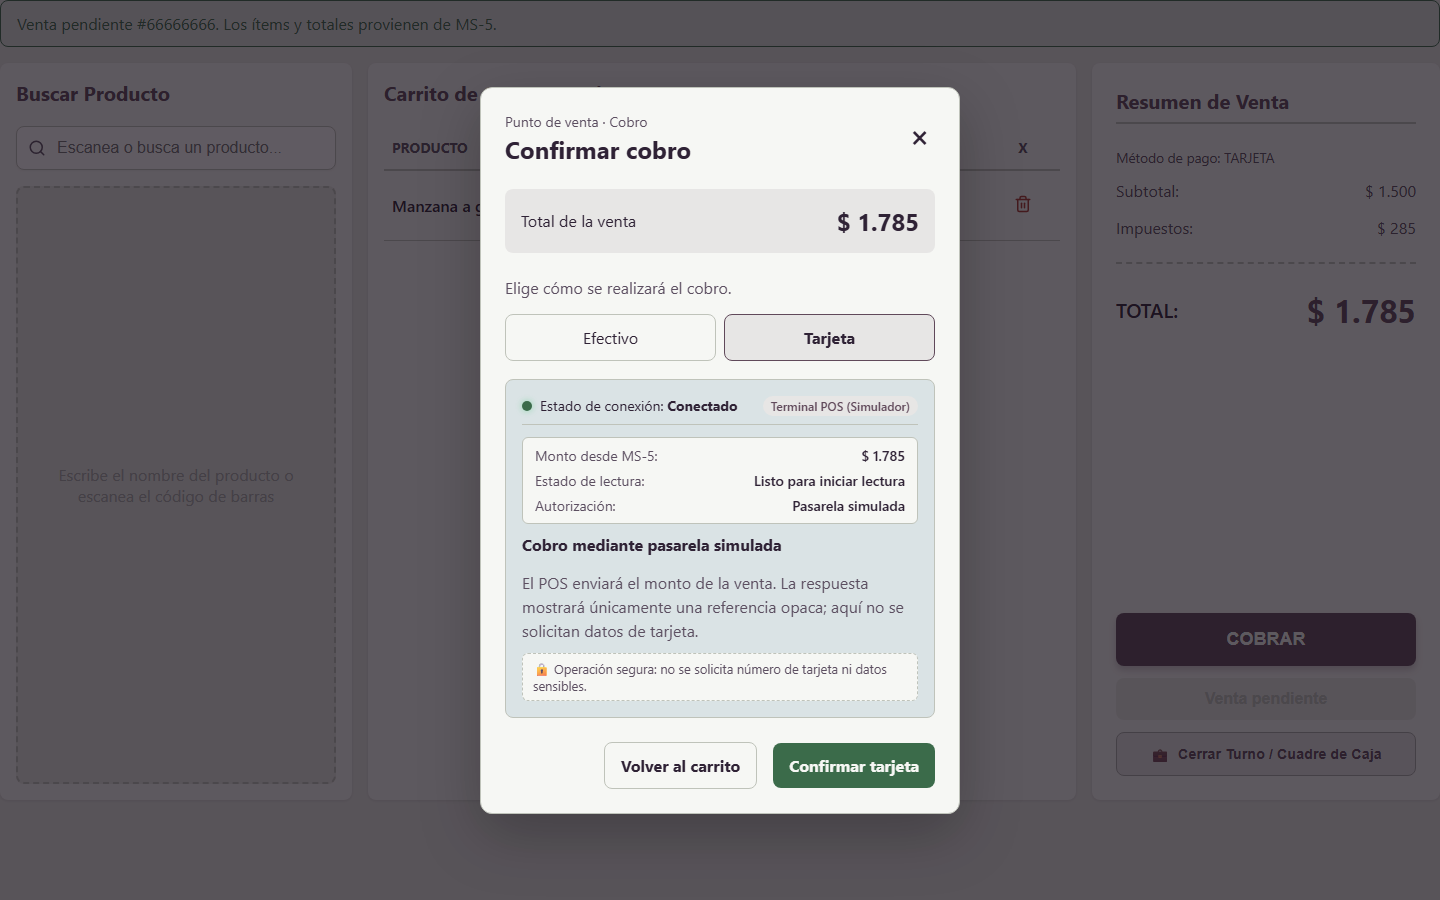 Venta pendiente #66666666. Los ítems y totales provienen de MS-5.
Buscar Producto
Escanea o busca un producto...
Escribe el nombre del producto o
escanea el código de barras
Carrito de
PRODUCTO
X
Manzana a g
Punto de venta · Cobro
Confirmar cobro
×
Total de la venta $ 1.785
Elige cómo se realizará el cobro.
Efectivo Tarjeta
Estado de conexión: Conectado Terminal POS (Simulador)
Monto desde MS-5: $ 1.785
Estado de lectura: Listo para iniciar lectura
Autorización: Pasarela simulada
Cobro mediante pasarela simulada
El POS enviará el monto de la venta. La respuesta
mostrará únicamente una referencia opaca; aquí no se
solicitan datos de tarjeta.
🔒 Operación segura: no se solicita número de tarjeta ni datos
sensibles.
Volver al carrito Confirmar tarjeta
Resumen de Venta
Método de pago: TARJETA
Subtotal: $ 1.500
Impuestos: $ 285
TOTAL: $ 1.785
COBRAR
Venta pendiente
Cerrar Turno / Cuadre de Caja